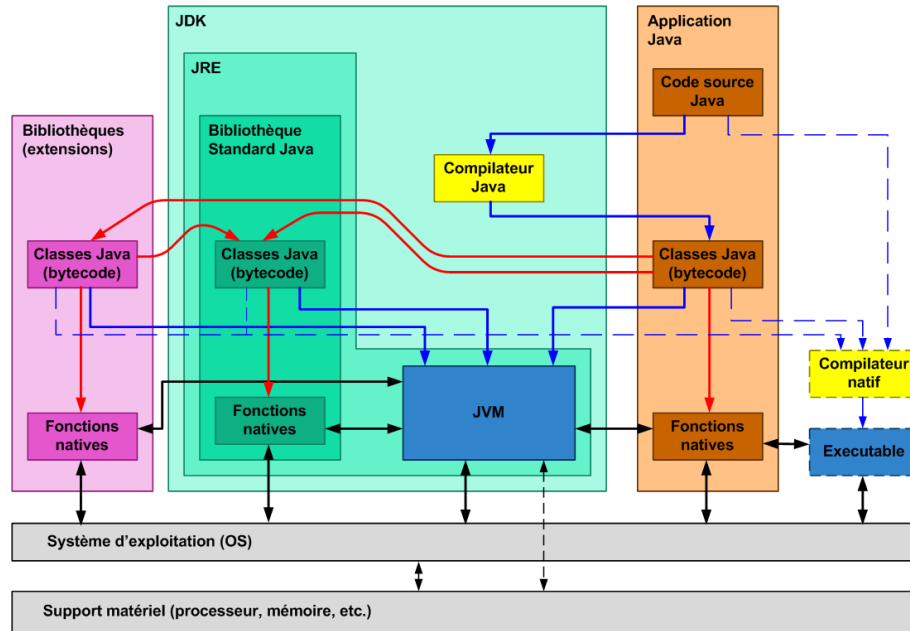 JDK
Application
Java
JRE
Code source
Java
Bibliothèques
(extensions)
Bibliothèque
Standard Java
Compilateur
Java
Classes Java
(bytecode)
Classes Java
(bytecode)
Classes Java
(bytecode)
Compilateur
natif
JVM
Fonctions
natives
Fonctions
natives
Fonctions
natives
Executable
Système d'exploitation (OS)
Support matériel (processeur, mémoire, etc.)